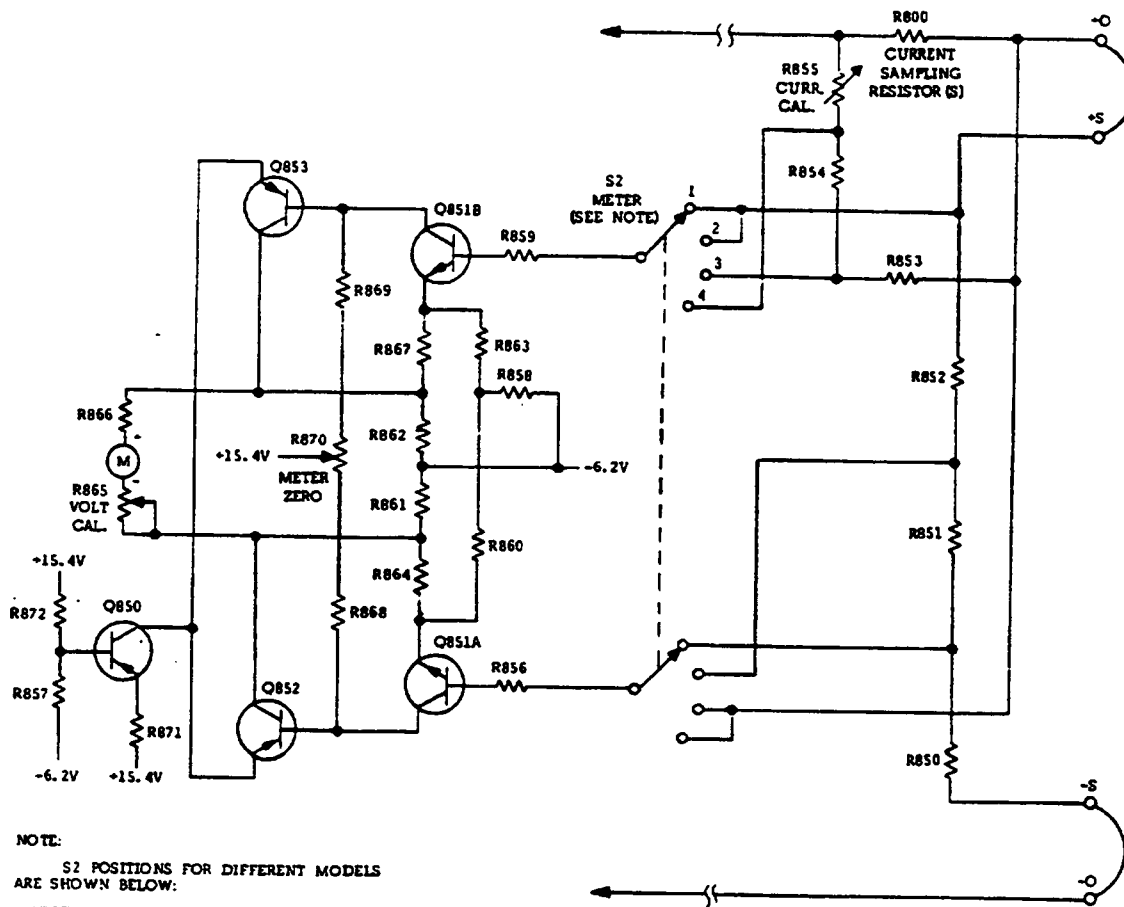 R800
-O
CURRENT
SAMPLING
RESISTOR(S)
R855
CURR.
CAL.
+S
R854
Q853
S2
METER
(SEE NOTE)
1
Q851B
2
R859
3
R853
4
R869
R867
R863
R858
R852
R866
-
R862
+15.4V
R870
METER
ZERO
-6.2V
M
-
R865
VOLT
CAL.
R861
R851
R860
R864
+15.4V
R872
Q850
R868
Q851A
R856
R857
Q852
R871
R850
-6.2V
+15.4V
-S
NOTE:
S2 POSITIONS FOR DIFFERENT MODELS
ARE SHOWN BELOW:
-O